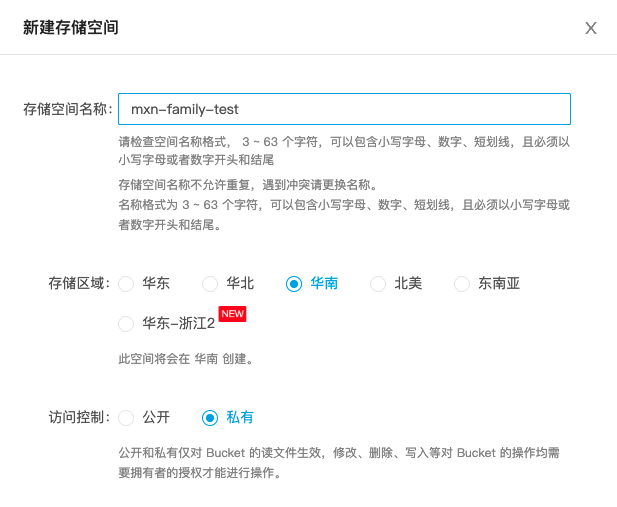 新建存储空间 X
存储空间名称: mxn-family-test
请检查空间名称格式， 3 ~ 63 个字符，可以包含小写字母、数字、短划线，且必须以
小写字母或者数字开头和结尾
存储空间名称不允许重复，遇到冲突请更换名称。
名称格式为 3 ~ 63 个字符，可以包含小写字母、数字、短划线，且必须以小写字母或
者数字开头和结尾。
存储区域: 华东 华北 华南 北美 东南亚
华东-浙江2 NEW
此空间将会在 华南 创建。
访问控制: 公开 私有
公开和私有仅对 Bucket 的读文件生效，修改、删除、写入等对 Bucket 的操作均需
要拥有者的授权才能进行操作。